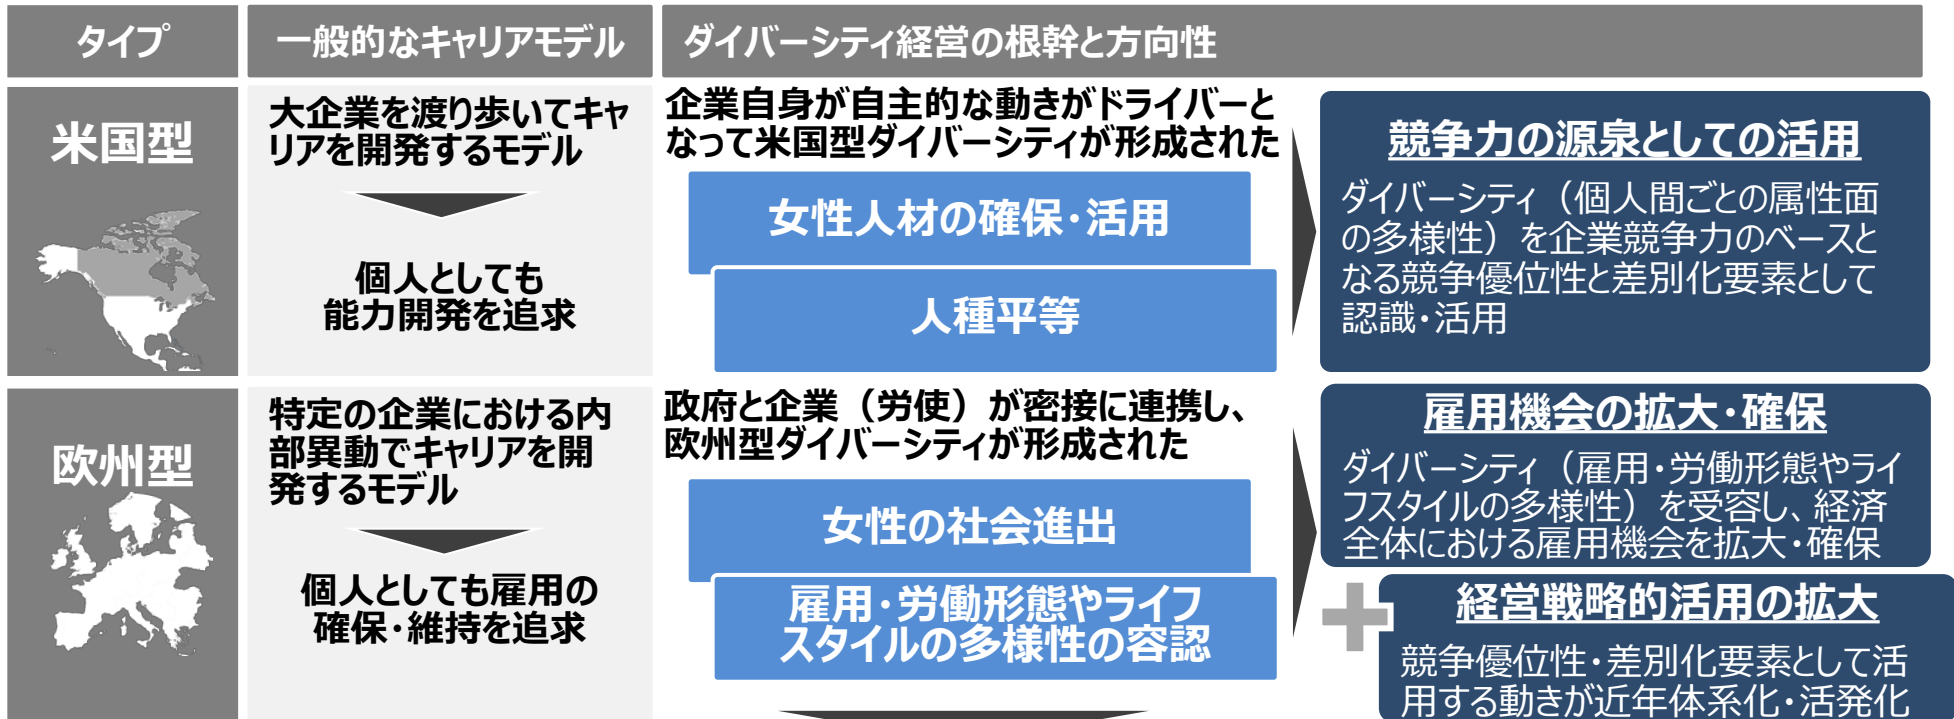 タイプ
一般的なキャリアモデル
ダイバーシティ経営の根幹と方向性
米国型
大企業を渡り歩いてキャ
リアを開発するモデル
個人としても
能力開発を追求
企業自身が自主的な動きがドライバーと
なって米国型ダイバーシティが形成された
女性人材の確保・活用
人種平等
競争力の源泉としての活用
ダイバーシティ（個人間ごとの属性面
の多様性）を企業競争力のベースと
なる競争優位性と差別化要素として
認識・活用
欧州型
特定の企業における内
部異動でキャリアを開
発するモデル
個人としても雇用の
確保・維持を追求
政府と企業（労使）が密接に連携し、
欧州型ダイバーシティが形成された
女性の社会進出
雇用・労働形態やライフ
スタイルの多様性の容認
雇用機会の拡大・確保
ダイバーシティ（雇用・労働形態やライ
フスタイルの多様性）を受容し、経済
全体における雇用機会を拡大・確保
経営戦略的活用の拡大
競争優位性・差別化要素として活
用する動きが近年体系化・活発化